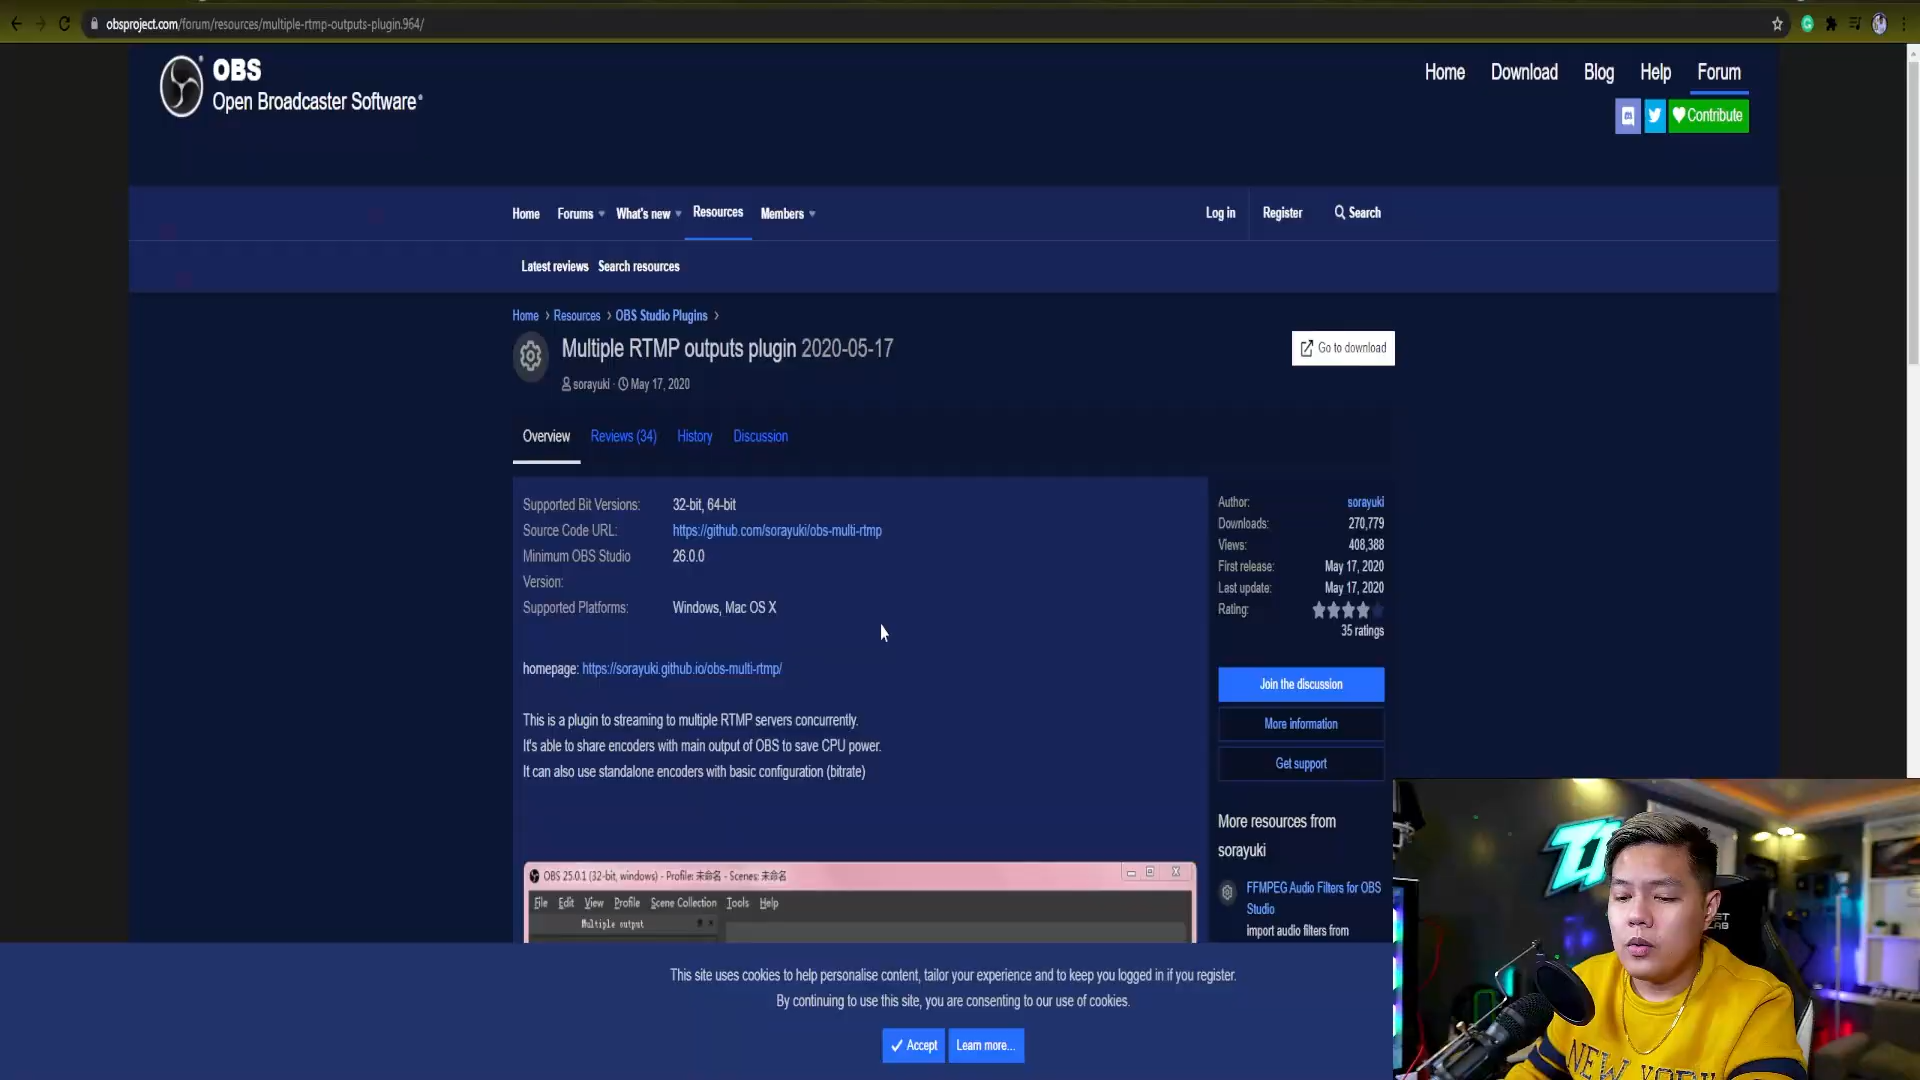 obsproject.com/forum/resources/multiple-rtmp-outputs-plugin.964/
OBS
Open Broadcaster Software®
Home Download Blog Help Forum
Contribute
Home Forums What's new Resources Members
Log in Register Search
Latest reviews Search resources
Home › Resources › OBS Studio Plugins ›
Multiple RTMP outputs plugin 2020-05-17
Go to download
sorayuki · May 17, 2020
Overview Reviews (34) History Discussion
Supported Bit Versions: 32-bit, 64-bit
Source Code URL: https://github.com/sorayuki/obs-multi-rtmp
Minimum OBS Studio 26.0.0
Version:
Supported Platforms: Windows, Mac OS X
homepage: https://sorayuki.github.io/obs-multi-rtmp/
This is a plugin to streaming to multiple RTMP servers concurrently.
It's able to share encoders with main output of OBS to save CPU power.
It can also use standalone encoders with basic configuration (bitrate)
Author: sorayuki
Downloads: 270,779
Views: 408,388
First release: May 17, 2020
Last update: May 17, 2020
Rating:
35 ratings
Join the discussion
More information
Get support
More resources from
sorayuki
FFMPEG Audio Filters for OBS
Studio
import audio filters from
OBS 25.0.1 (32-bit, windows) - Profile: 未命名 - Scenes: 未命名
File Edit View Profile Scene Collection Tools Help
Multiple output
This site uses cookies to help personalise content, tailor your experience and to keep you logged in if you register.
By continuing to use this site, you are consenting to our use of cookies.
Accept Learn more...
NEW YORK